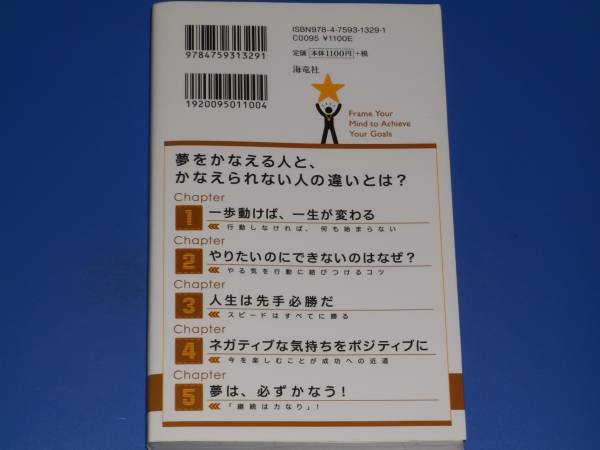 ISBN978-4-7593-1329-1
C0095 ¥1100E
定価 本体1100円 +税
海竜社
9784759313291
1920095011004
Frame Your
Mind to Achieve
Your Goals
夢をかなえる人と、
かなえられない人の違いとは?
Chapter
1 一歩動けば、一生が変わる
行動しなければ、何も始まらない
Chapter
2 やりたいのにできないのはなぜ?
やる気を行動に結びつけるコツ
Chapter
3 人生は先手必勝だ
スピードはすべてに勝る
Chapter
4 ネガティブな気持ちをポジティブに
今を楽しむことが成功への近道
Chapter
5 夢は、必ずかなう!
「継続は力なり」!